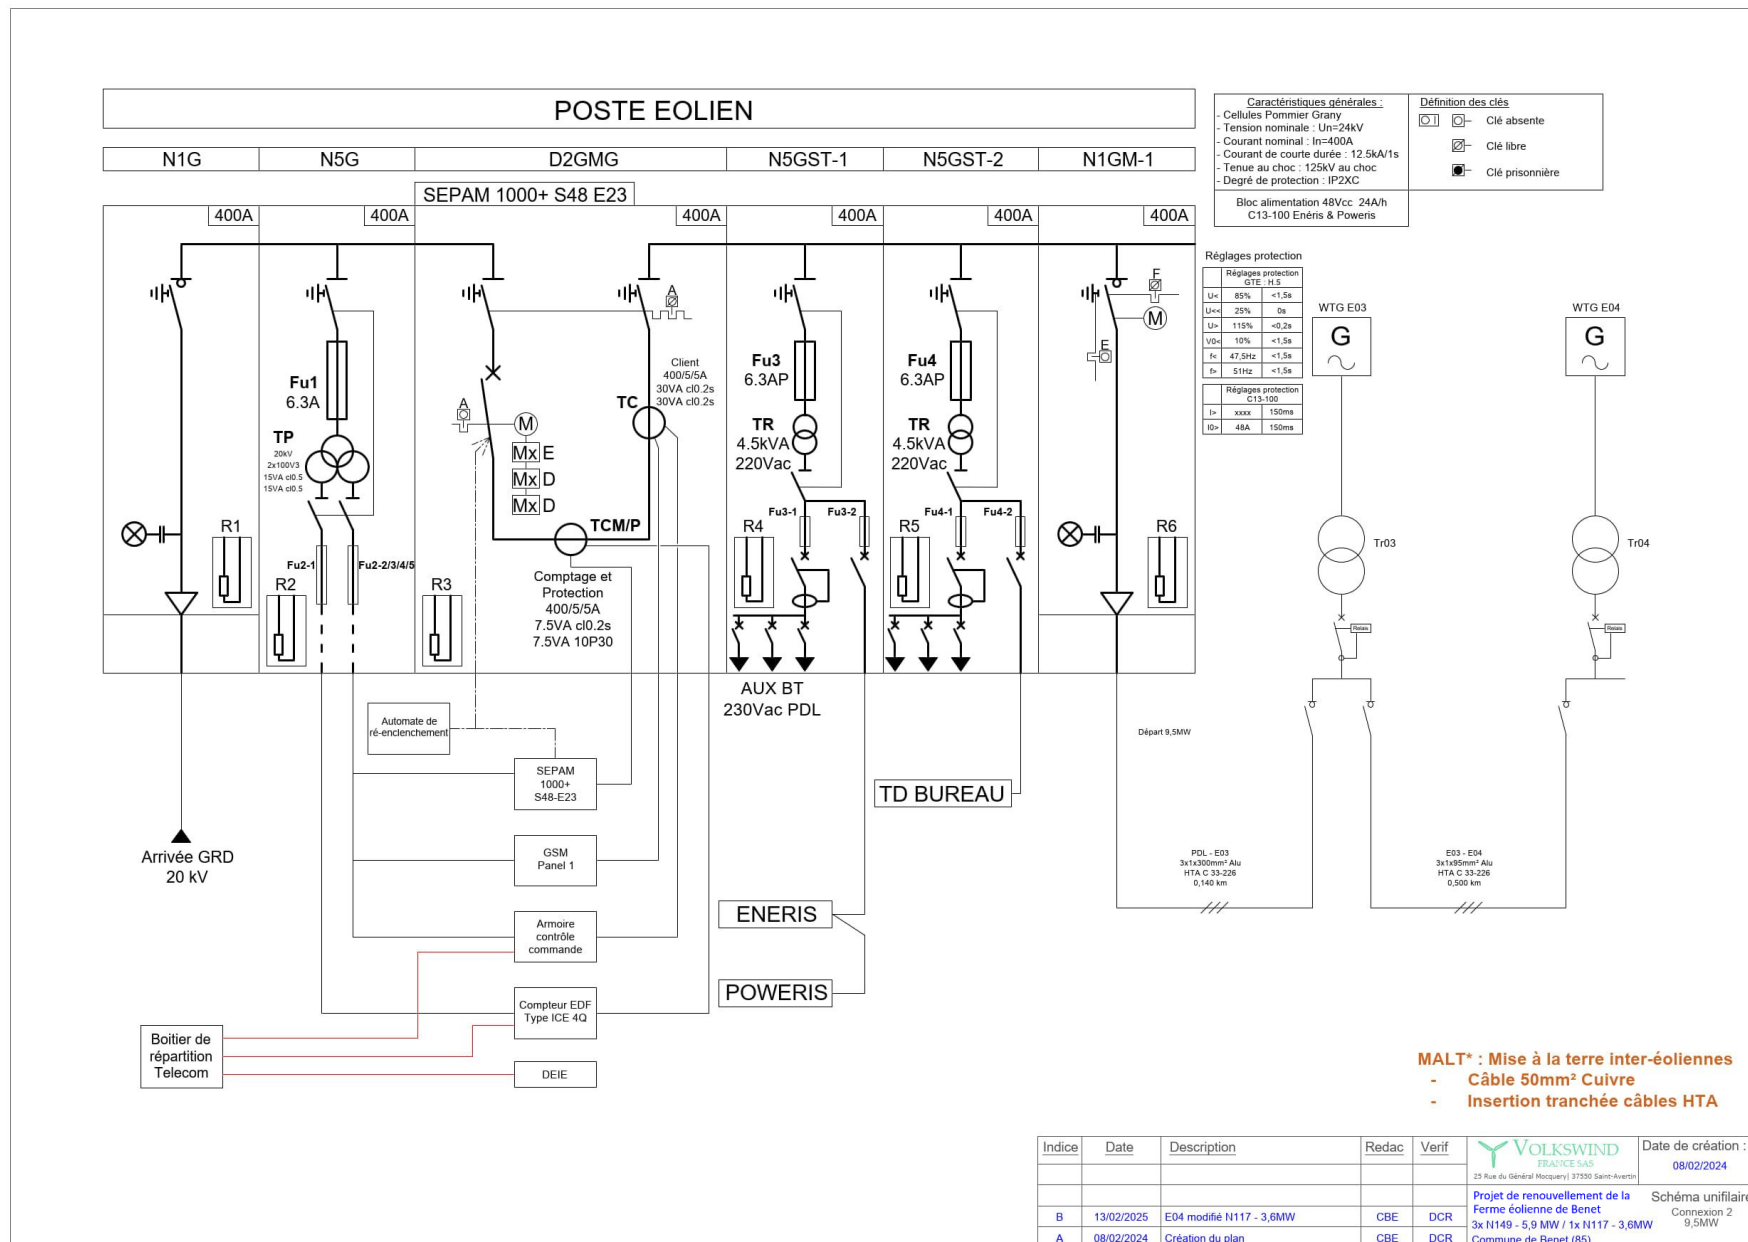 POSTE EOLIEN
N1G
N5G
D2GMG
N5GST-1
N5GST-2
N1GM-1
SEPAM 1000+ S48 E23
400A
400A
400A
400A
400A
400A
Caractéristiques générales :
- Cellules Pommier Grany
- Tension nominale : Un=24kV
- Courant nominal : In=400A
- Courant de courte durée : 12.5kA/1s
- Tenue au choc : 125kV au choc
- Degré de protection : IP2XC
Bloc alimentation 48Vcc 24A/h
C13-100 Enéris & Poweris
Définition des clés
Clé absente
Clé libre
Clé prisonnière
Réglages protection
Réglages protection
GTE : H.5
U< 85% <1,5s
U<< 25% 0s
U> 115% <0,2s
V0< 10% <1,5s
f< 47,5Hz <1,5s
f> 51Hz <1,5s
Réglages protection
C13-100
I> xxxx 150ms
I0> 48A 150ms
WTG E03
G
WTG E04
G
Tr03
Tr04
Relais
Relais
Fu1
6.3A
TP
20kV
2x100V3
15VA cl0.5
15VA cl0.5
R1
R2
Fu2-1
Fu2-2/3/4/5
R3
A
M
Mx E
Mx D
Mx D
A
Client
400/5/5A
30VA cl0.2s
30VA cl0.2s
TC
TCM/P
Comptage et
Protection
400/5/5A
7.5VA cl0.2s
7.5VA 10P30
Fu3
6.3AP
TR
4.5kVA
220Vac
Fu3-1
Fu3-2
R4
Fu4
6.3AP
TR
4.5kVA
220Vac
Fu4-1
Fu4-2
R5
F
M
E
R6
AUX BT
230Vac PDL
Départ 9,5MW
Automate de
ré-enclenchement
SEPAM
1000+
S48-E23
TD BUREAU
Arrivée GRD
20 kV
GSM
Panel 1
PDL - E03
3x1x300mm² Alu
HTA C 33-226
0,140 km
E03 - E04
3x1x95mm² Alu
HTA C 33-226
0,500 km
ENERIS
Armoire
contrôle
commande
POWERIS
Compteur EDF
Type ICE 4Q
Boitier de
répartition
Telecom
DEIE
MALT* : Mise à la terre inter-éoliennes
- Câble 50mm² Cuivre
- Insertion tranchée câbles HTA
Indice Date Description Redac Verif
B 13/02/2025 E04 modifié N117 - 3,6MW CBE DCR
A 08/02/2024 Création du plan CBE DCR
VOLKSWIND
FRANCE SAS
25 Rue du Général Mocquery| 37550 Saint-Avertin
Date de création :
08/02/2024
Projet de renouvellement de la
Ferme éolienne de Benet
3x N149 - 5,9 MW / 1x N117 - 3,6MW
Commune de Benet (85)
Schéma unifilaire
Connexion 2
9,5MW